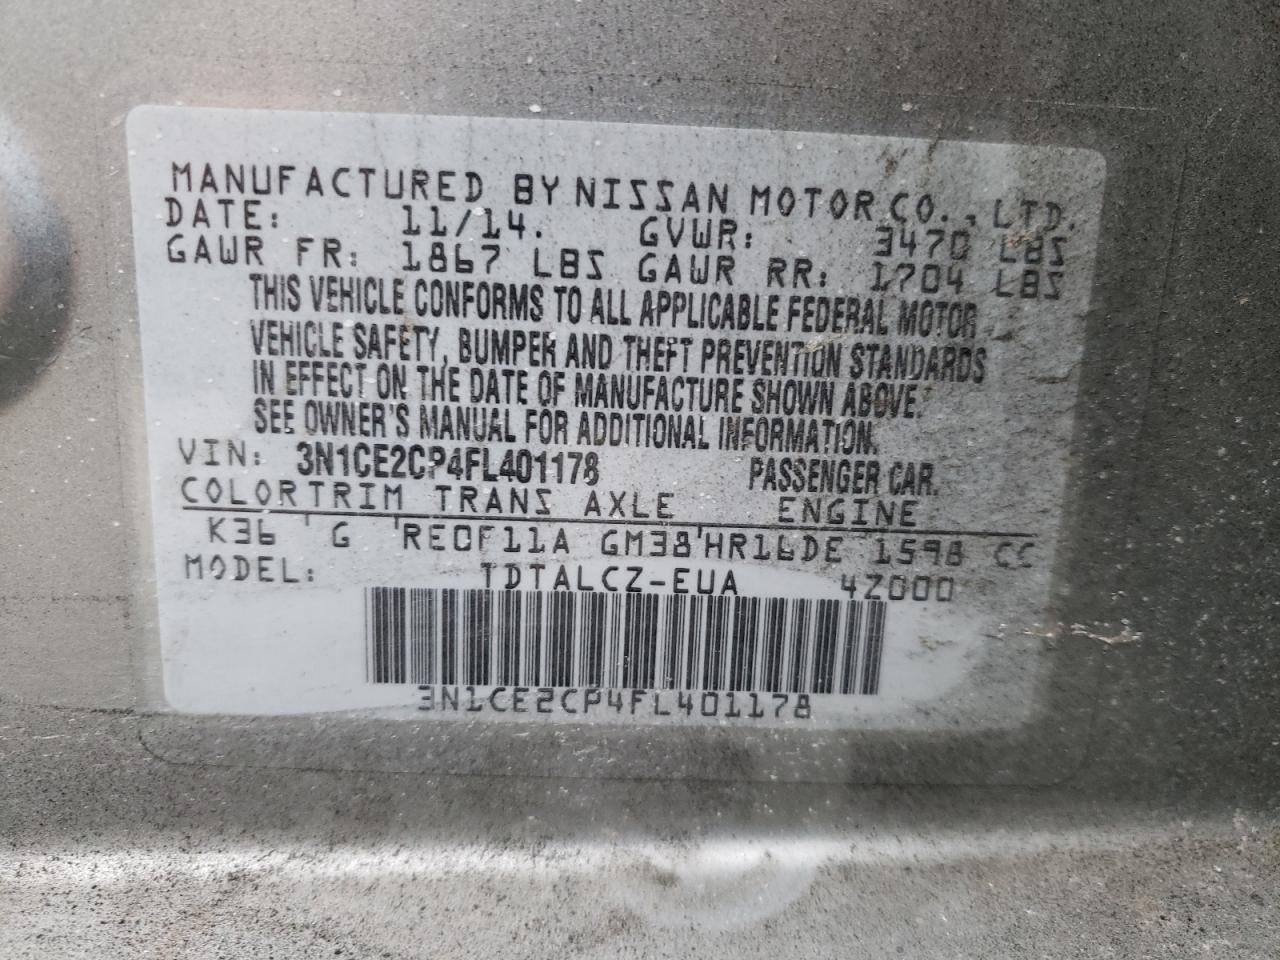 MANUFACTURED BY NISSAN MOTOR CO., LTD.
DATE: 11/14. GVWR: 3470 LBS
GAWR FR: 1867 LBS GAWR RR: 1704 LBS
THIS VEHICLE CONFORMS TO ALL APPLICABLE FEDERAL MOTOR
VEHICLE SAFETY, BUMPER AND THEFT PREVENTION STANDARDS
IN EFFECT ON THE DATE OF MANUFACTURE SHOWN ABOVE.
SEE OWNER'S MANUAL FOR ADDITIONAL INFORMATION.
VIN: 3N1CE2CP4FL401178 PASSENGER CAR.
COLOR TRIM TRANS AXLE ENGINE
K36 ' G 'RE0F11A GM38'HR16DE 1598 CC
MODEL: TDTALCZ-EUA 4Z000
3N1CE2CP4FL401178